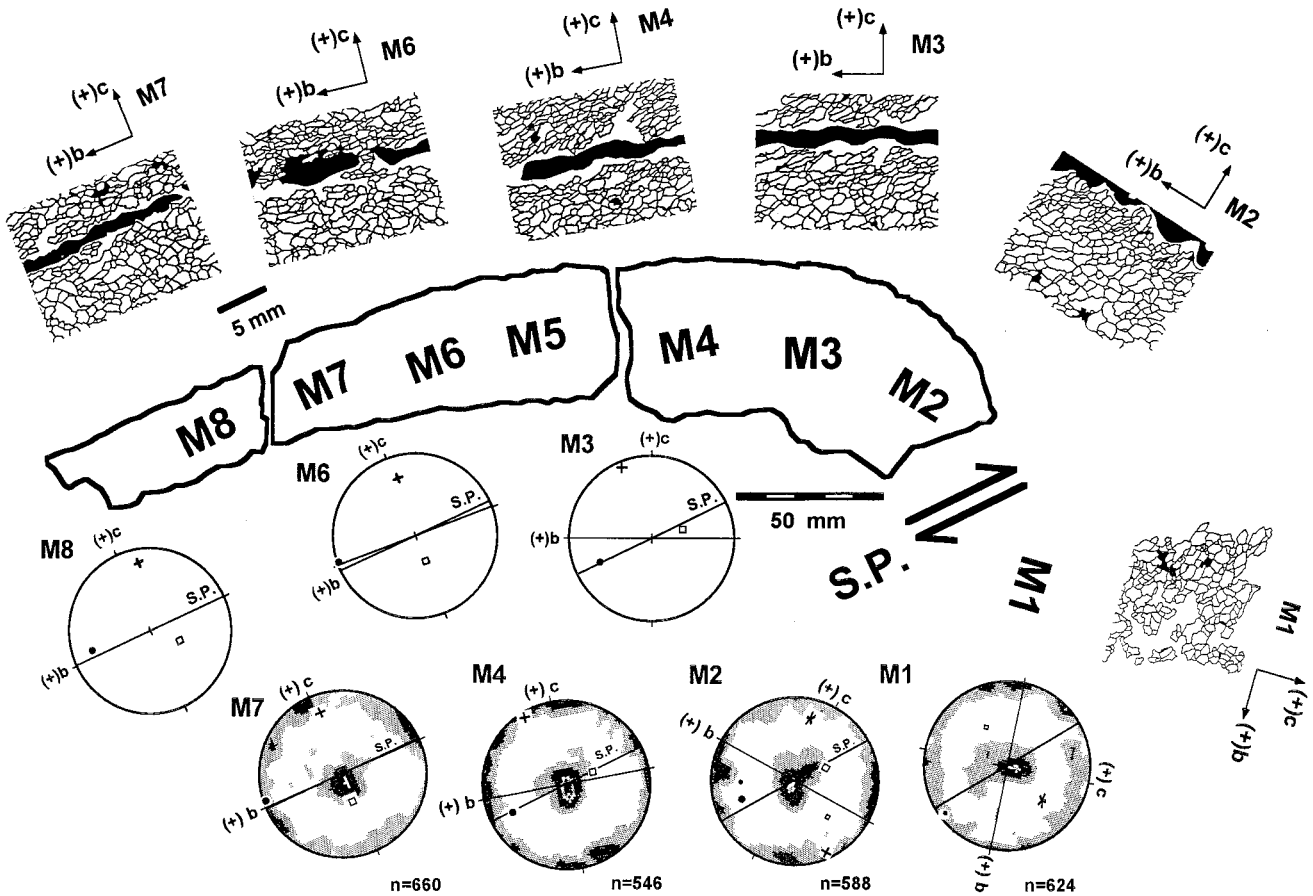 (+)c M7
(+)b
(+)c M6
(+)b
(+)c M4
(+)b
(+)c M3
(+)b
(+)c
(+)b
M2
5 mm
M8 M7 M6 M5 M4 M3 M2
M8
(+)c
S.P.
(+)b
M6
(+)c
S.P.
(+)b
M3
(+)c
S.P.
(+)b
50 mm
S.P.
M1
M1
(+)c
(+)b
M7
(+) c
S.P.
(+) b
n=660
M4
(+) c
S.P.
(+) b
n=546
M2
(+) c
(+) b
S.P.
n=588
M1
(+) c
(+) b
n=624